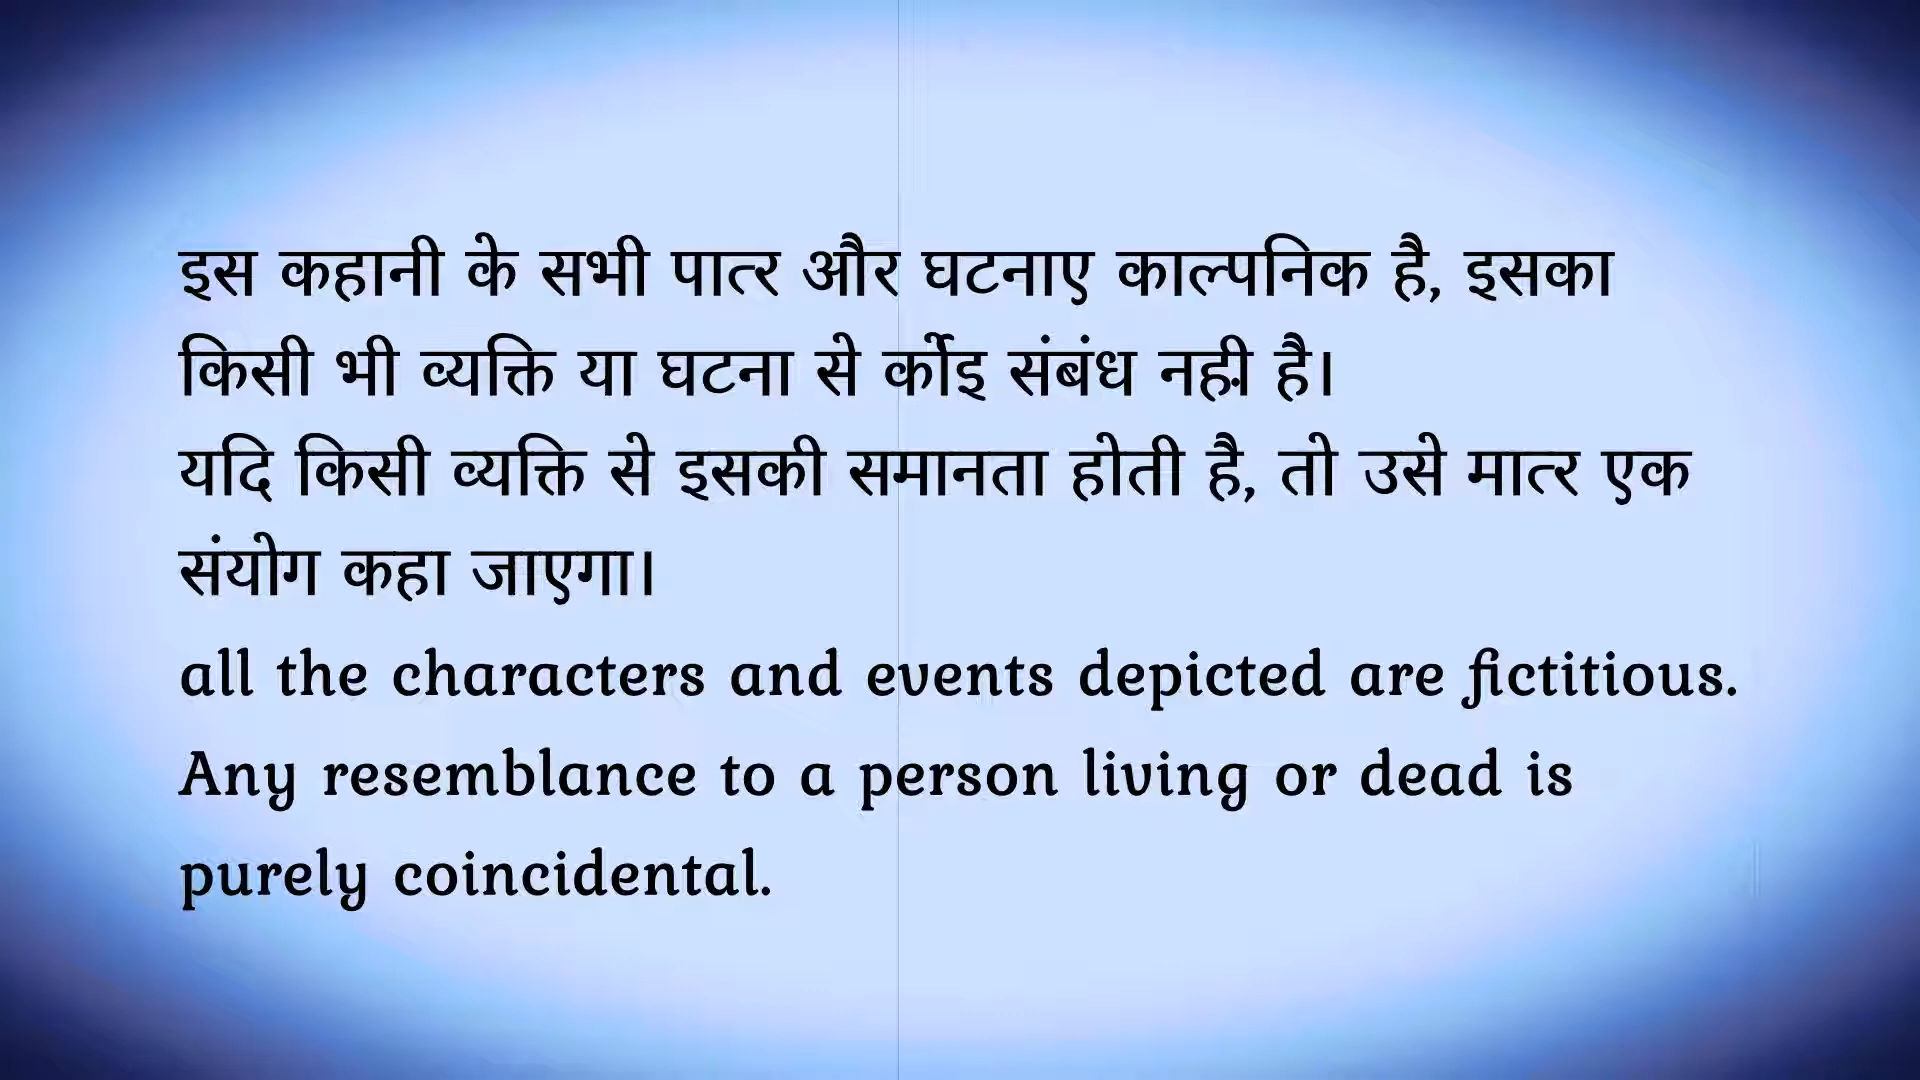 इस कहानी के सभी पात्र और घटनाए काल्पनिक है, इसका
किसी भी व्यक्ति या घटना से र्कोइ संबंध नही़ है।
यदि किसी व्यक्ति से इसकी समानता होती है, तो उसे मात्र एक
संयोग कहा जाएगा।
all the characters and events depicted are fictitious.
Any resemblance to a person living or dead is
purely coincidental.